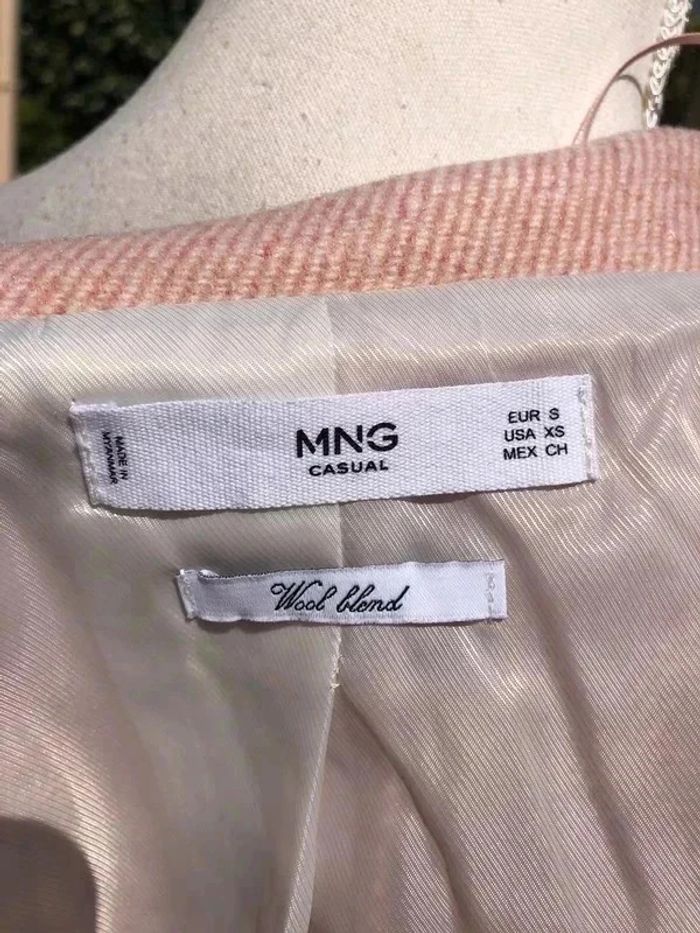 MADE IN
MYANMAR
MNG
CASUAL
EUR S
USA XS
MEX CH
Wool blend